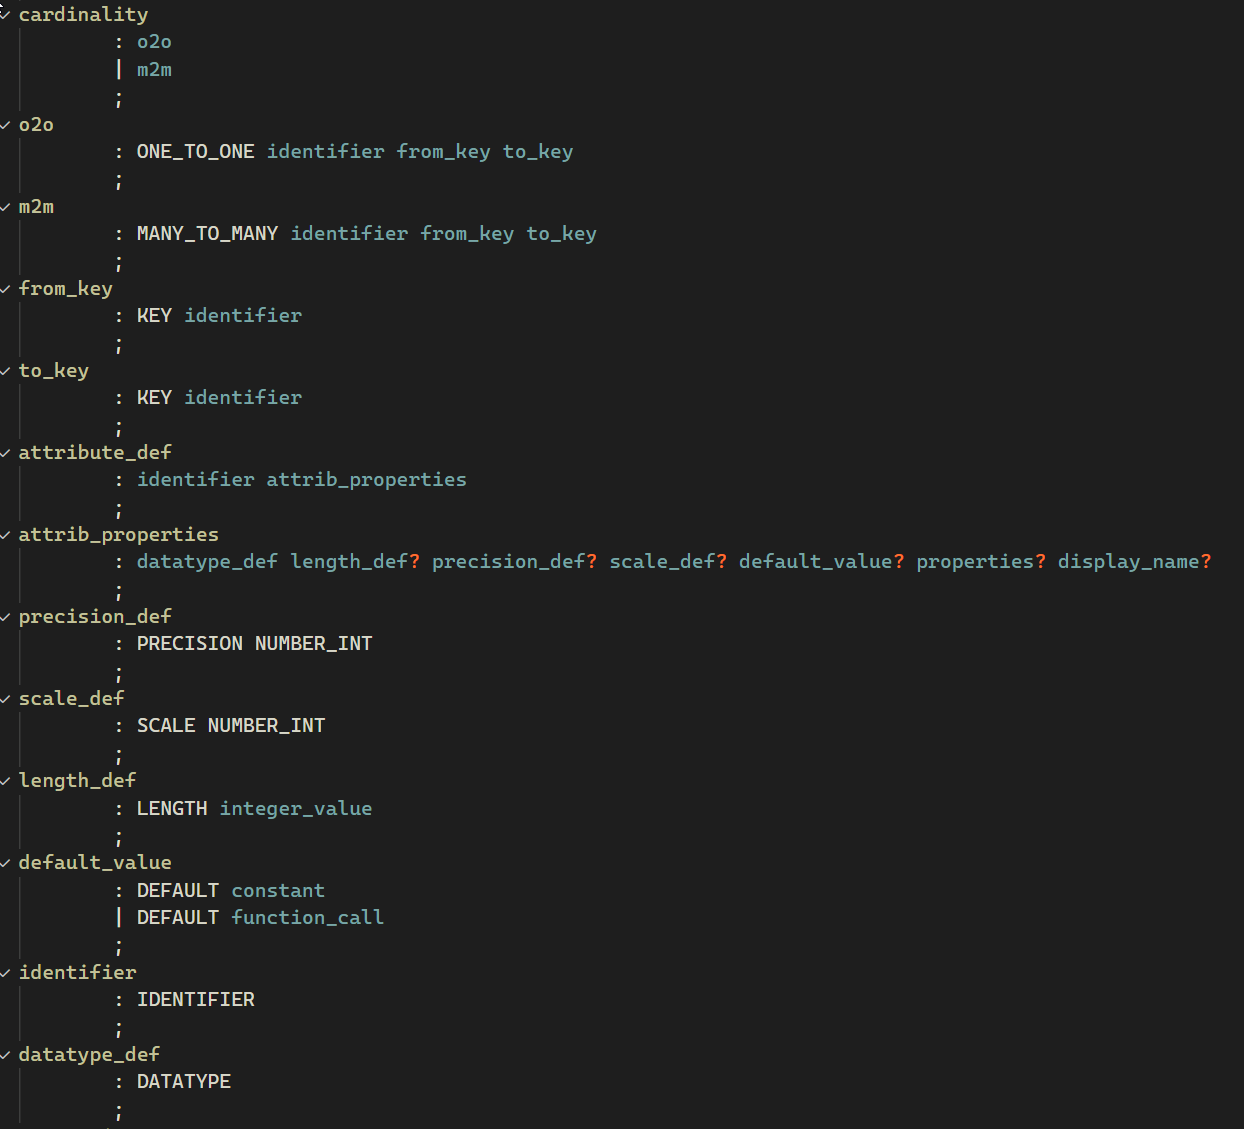 cardinality
: o2o
| m2m
;
o2o
: ONE_TO_ONE identifier from_key to_key
;
m2m
: MANY_TO_MANY identifier from_key to_key
;
from_key
: KEY identifier
;
to_key
: KEY identifier
;
attribute_def
: identifier attrib_properties
;
attrib_properties
: datatype_def length_def? precision_def? scale_def? default_value? properties? display_name?
;
precision_def
: PRECISION NUMBER_INT
;
scale_def
: SCALE NUMBER_INT
;
length_def
: LENGTH integer_value
;
default_value
: DEFAULT constant
| DEFAULT function_call
;
identifier
: IDENTIFIER
;
datatype_def
: DATATYPE
;